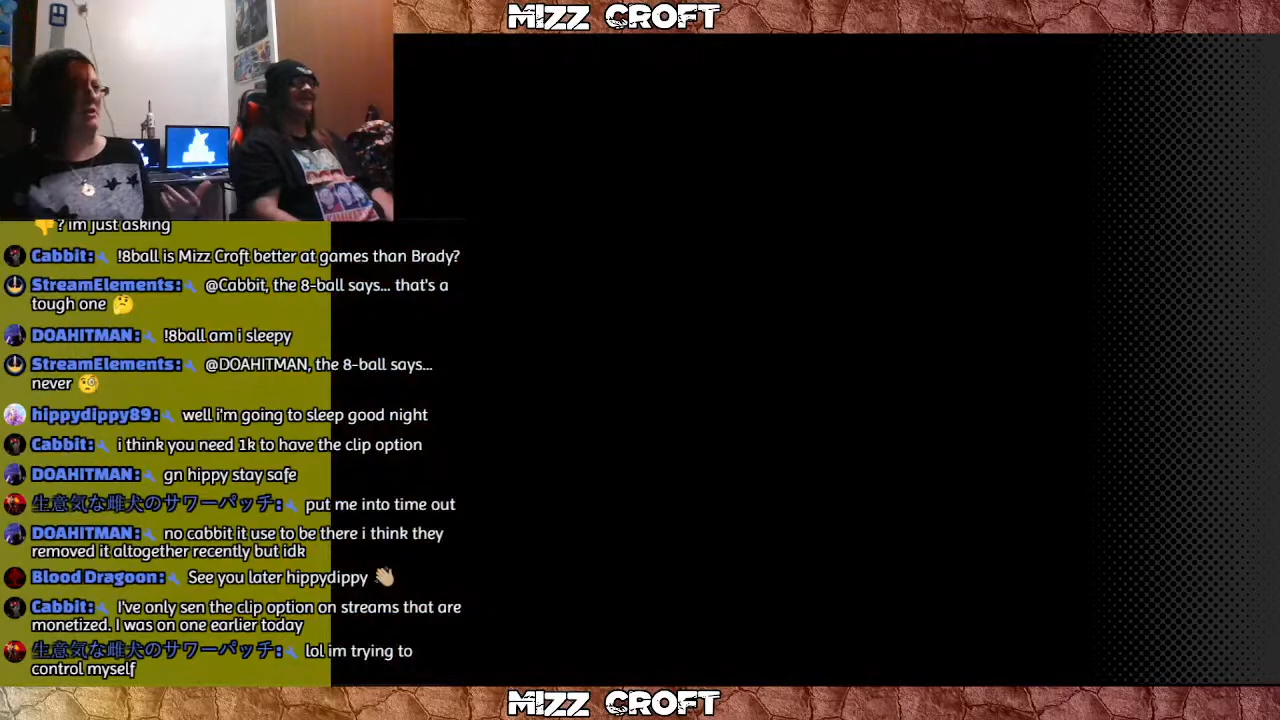 MIZZ CROFT
👎? im just asking
Cabbit: !8ball is Mizz Croft better at games than Brady?
StreamElements: @Cabbit, the 8-ball says... that's a
tough one 🤔
DOAHITMAN: !8ball am i sleepy
StreamElements: @DOAHITMAN, the 8-ball says...
never 🧐
hippydippy89: well i'm going to sleep good night
Cabbit: i think you need 1k to have the clip option
DOAHITMAN: gn hippy stay safe
生意気な雌犬のサワーパッチ: put me into time out
DOAHITMAN: no cabbit it use to be there i think they
removed it altogether recently but idk
Blood Dragoon: See you later hippydippy 👋🏼
Cabbit: I've only sen the clip option on streams that are
monetized. I was on one earlier today
生意気な雌犬のサワーパッチ: lol im trying to
control myself
MIZZ CROFT